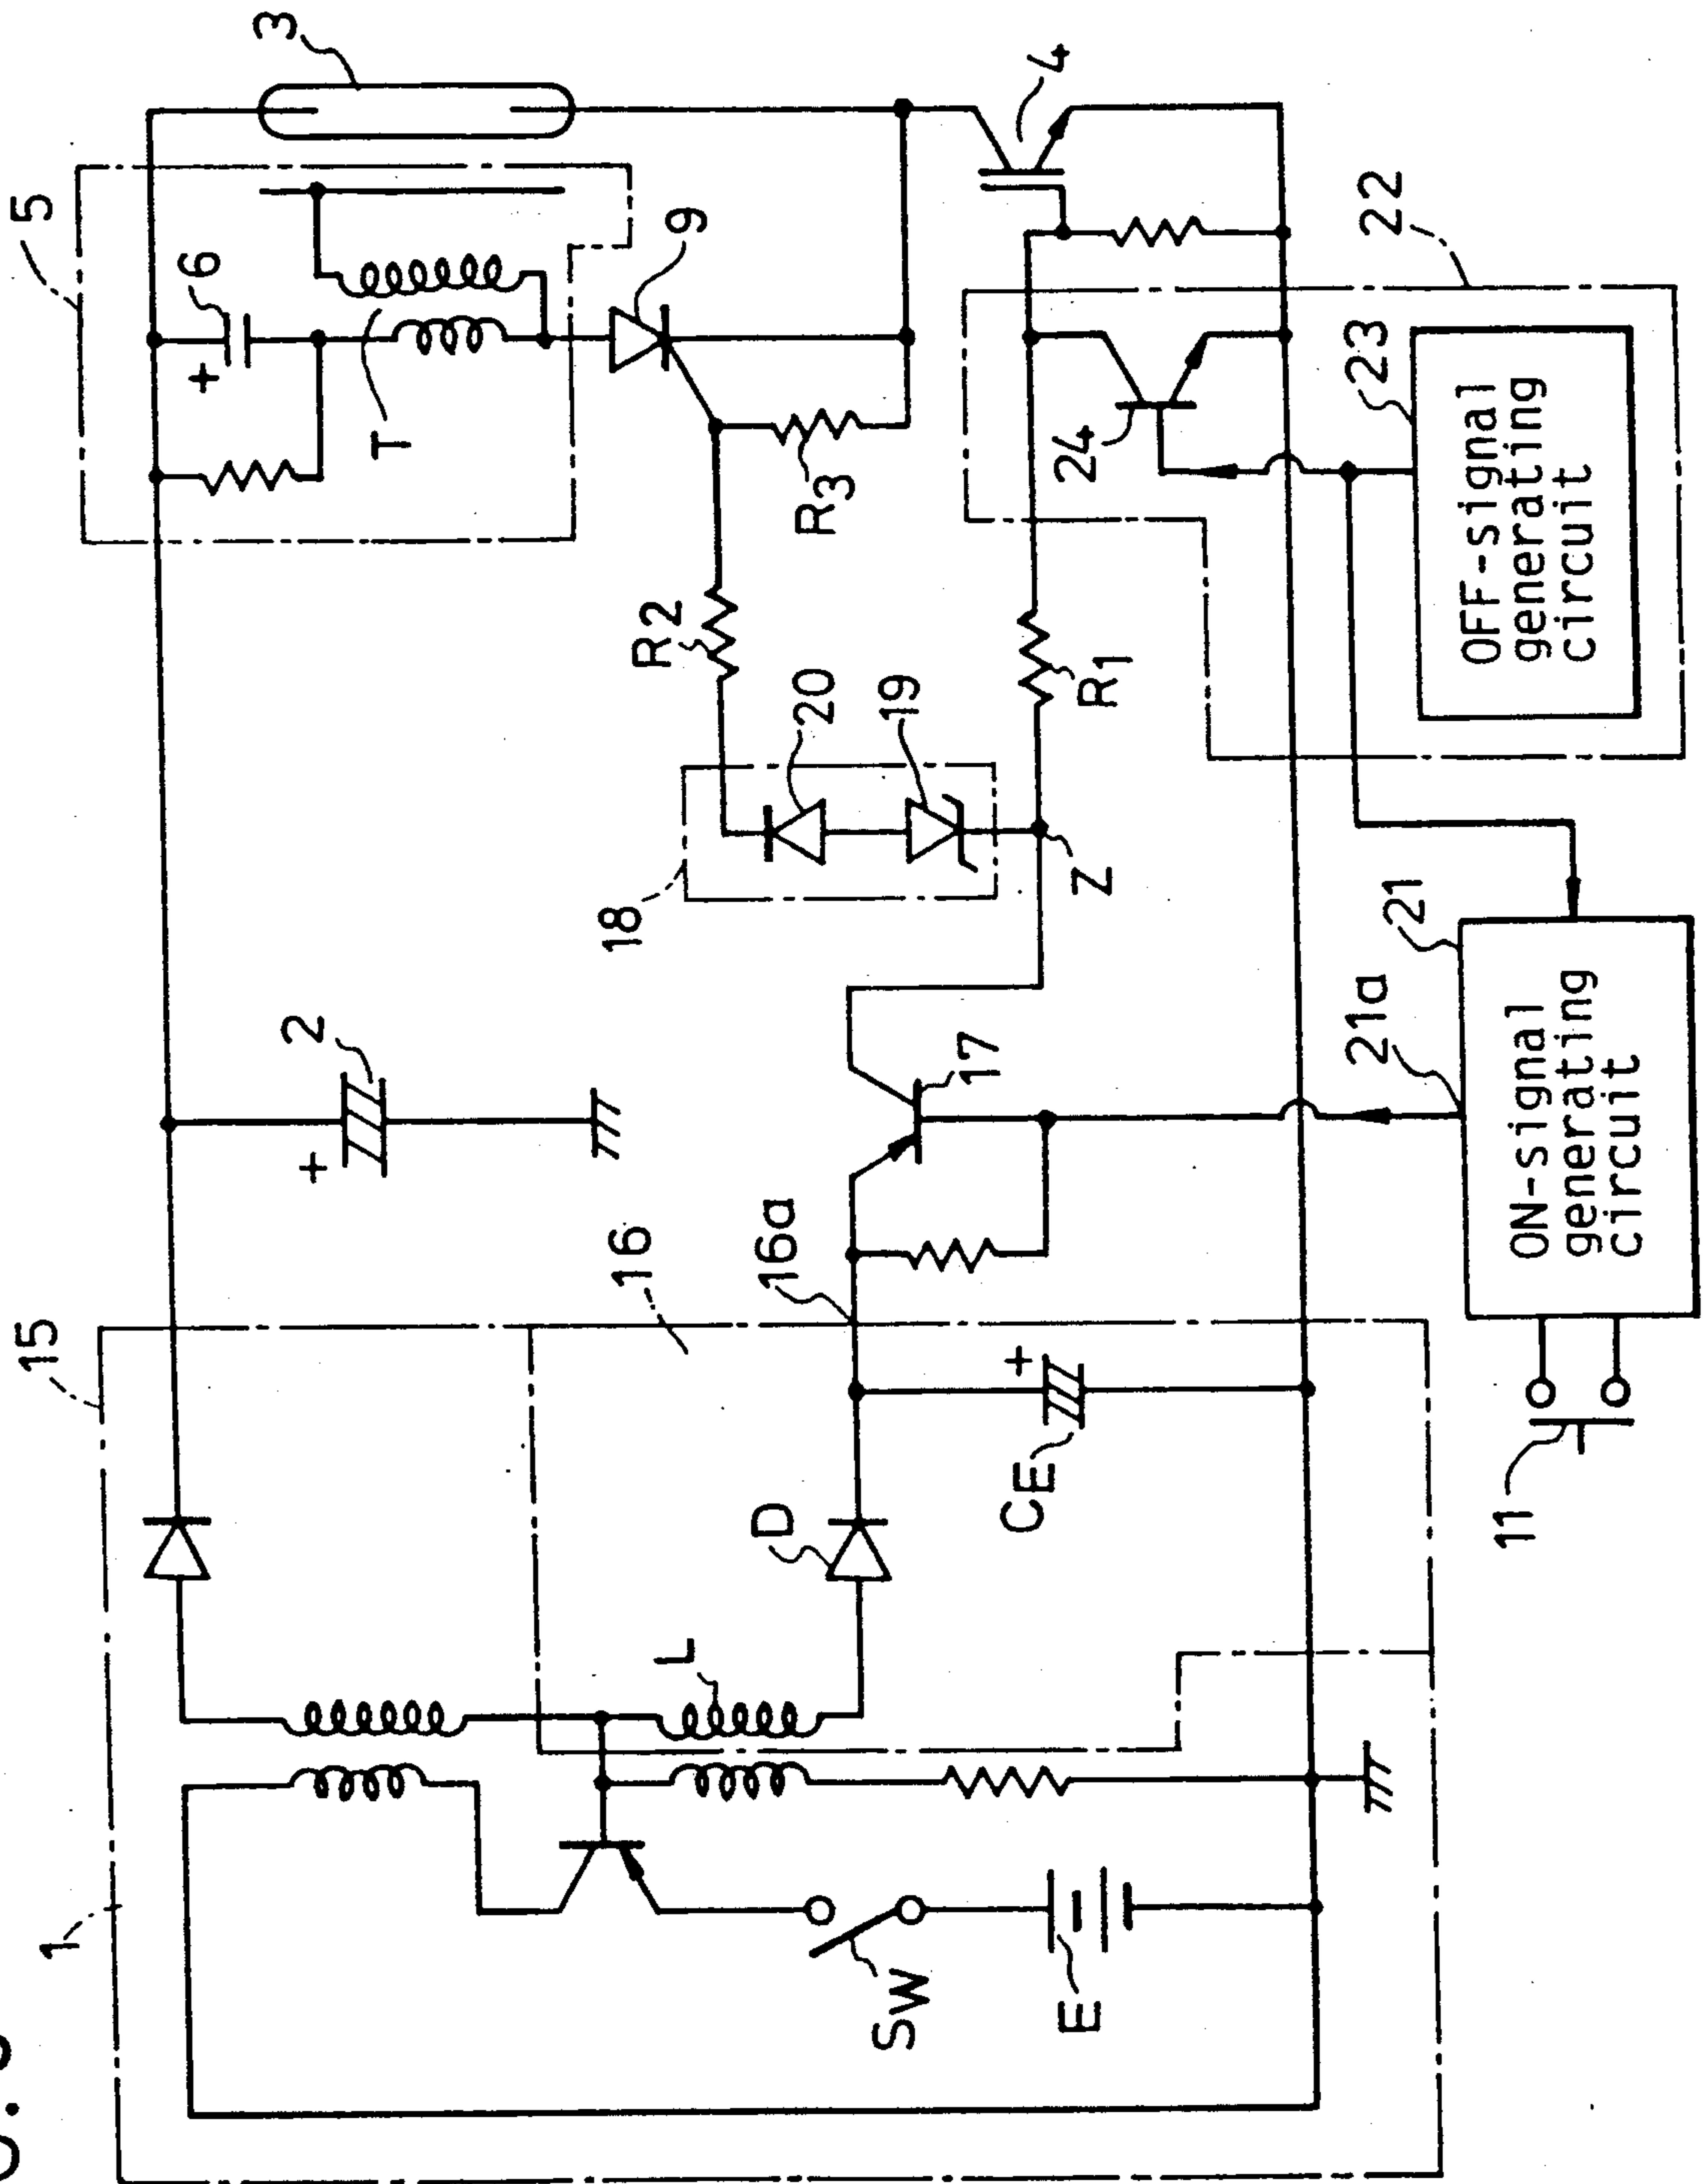 15
1
16
16a
2
5
6
+
T
3
9
R3
R2
20
19
18
Z
R1
4
24
23
22
OFF-signal
generating
circuit
17
+
21a
21
ON-signal
generating
circuit
11
CE
+
D
L
SW
E